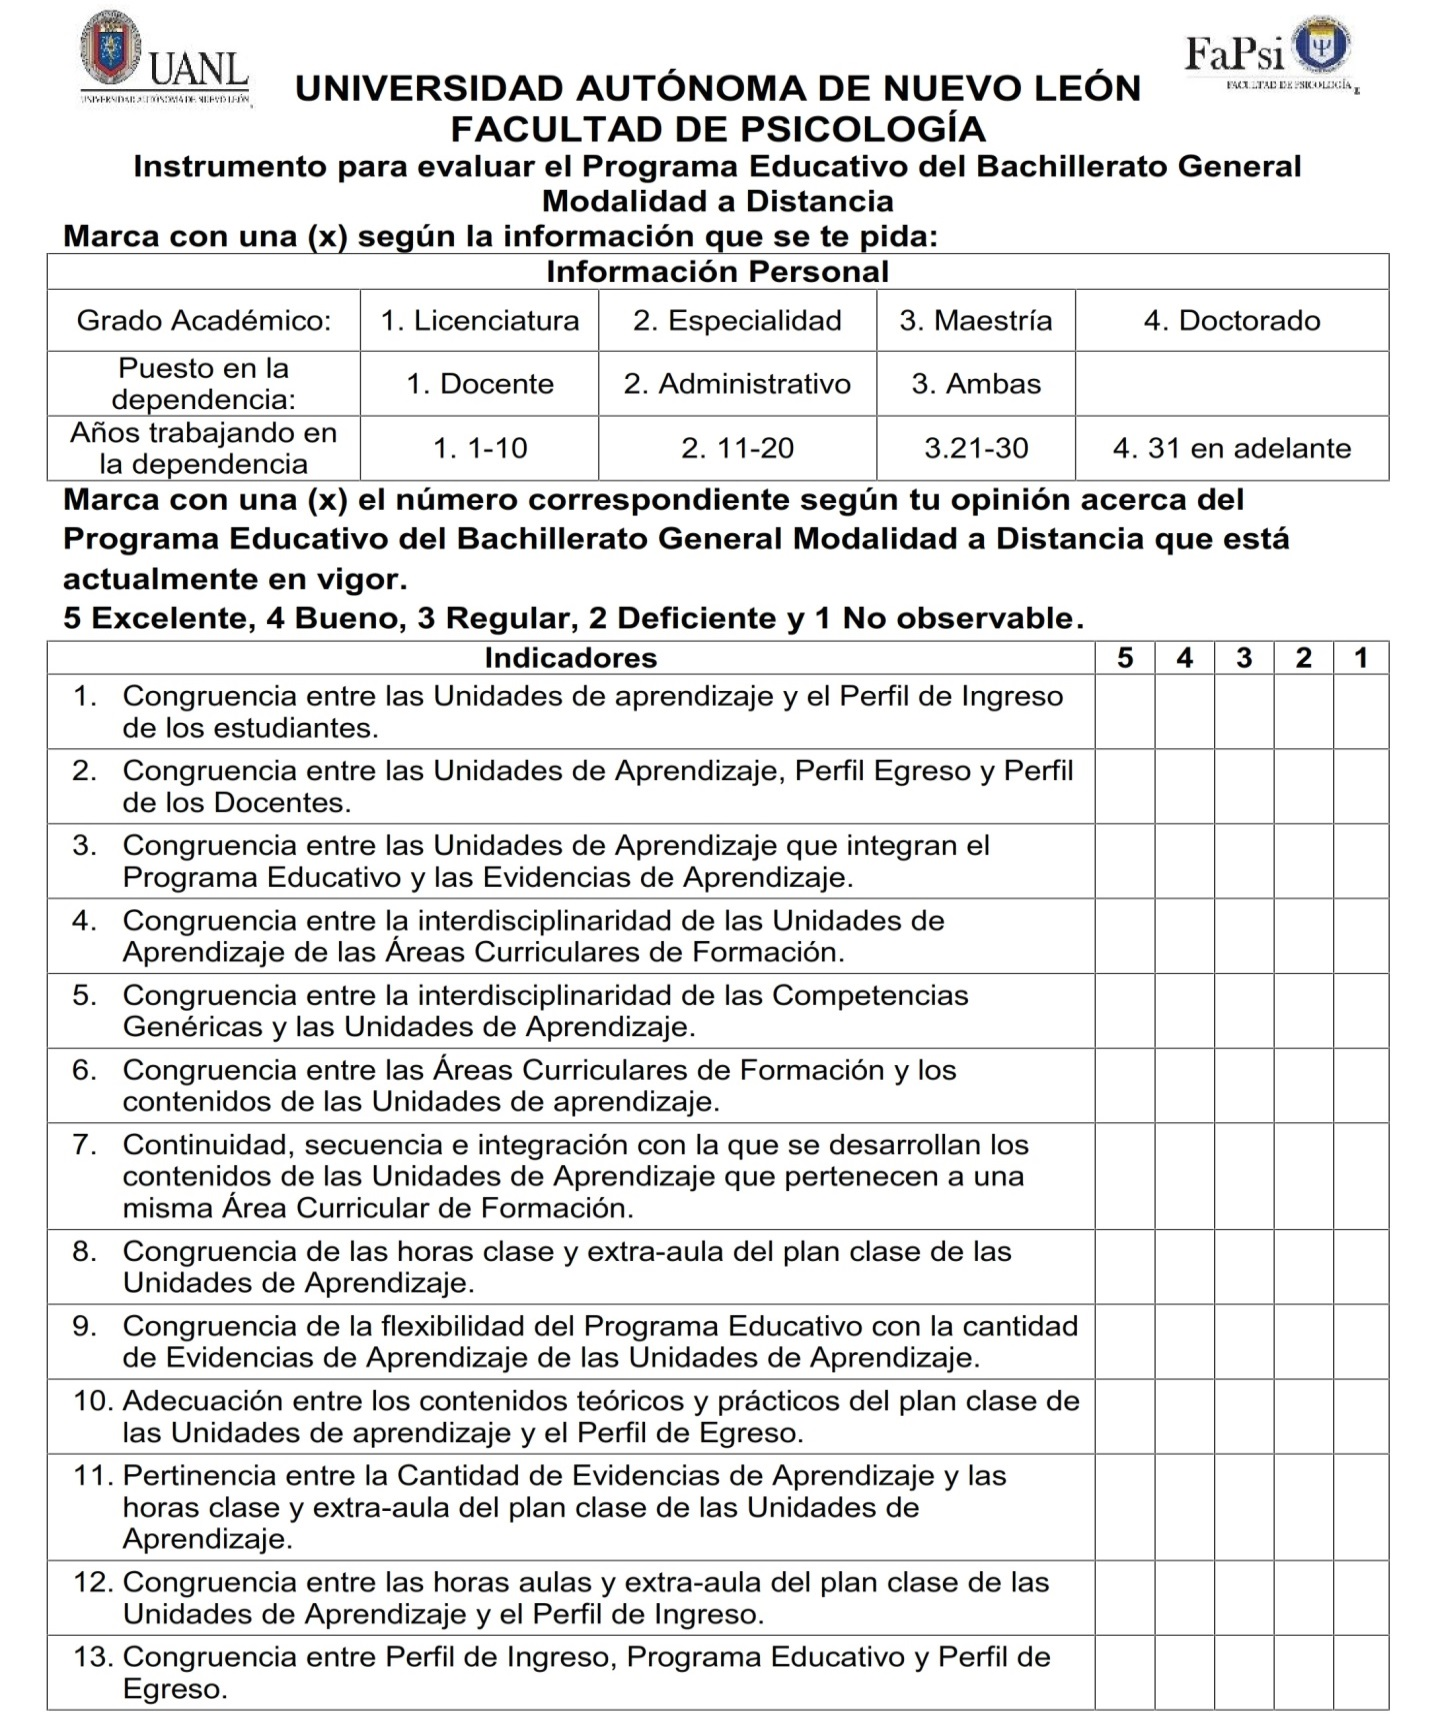 UANL
UNIVERSIDAD AUTÓNOMA DE NUEVO LEÓN
FaPsi
FACULTAD DE PSICOLOGÍA
UNIVERSIDAD AUTÓNOMA DE NUEVO LEÓN
FACULTAD DE PSICOLOGÍA
Instrumento para evaluar el Programa Educativo del Bachillerato General
Modalidad a Distancia
Marca con una (x) según la información que se te pida:
Información Personal
Grado Académico: 1. Licenciatura 2. Especialidad 3. Maestría 4. Doctorado
Puesto en la
dependencia: 1. Docente 2. Administrativo 3. Ambas
Años trabajando en
la dependencia 1. 1-10 2. 11-20 3.21-30 4. 31 en adelante
Marca con una (x) el número correspondiente según tu opinión acerca del
Programa Educativo del Bachillerato General Modalidad a Distancia que está
actualmente en vigor.
5 Excelente, 4 Bueno, 3 Regular, 2 Deficiente y 1 No observable.
Indicadores 5 4 3 2 1
1. Congruencia entre las Unidades de aprendizaje y el Perfil de Ingreso
de los estudiantes.
2. Congruencia entre las Unidades de Aprendizaje, Perfil Egreso y Perfil
de los Docentes.
3. Congruencia entre las Unidades de Aprendizaje que integran el
Programa Educativo y las Evidencias de Aprendizaje.
4. Congruencia entre la interdisciplinaridad de las Unidades de
Aprendizaje de las Áreas Curriculares de Formación.
5. Congruencia entre la interdisciplinaridad de las Competencias
Genéricas y las Unidades de Aprendizaje.
6. Congruencia entre las Áreas Curriculares de Formación y los
contenidos de las Unidades de aprendizaje.
7. Continuidad, secuencia e integración con la que se desarrollan los
contenidos de las Unidades de Aprendizaje que pertenecen a una
misma Área Curricular de Formación.
8. Congruencia de las horas clase y extra-aula del plan clase de las
Unidades de Aprendizaje.
9. Congruencia de la flexibilidad del Programa Educativo con la cantidad
de Evidencias de Aprendizaje de las Unidades de Aprendizaje.
10. Adecuación entre los contenidos teóricos y prácticos del plan clase de
las Unidades de aprendizaje y el Perfil de Egreso.
11. Pertinencia entre la Cantidad de Evidencias de Aprendizaje y las
horas clase y extra-aula del plan clase de las Unidades de
Aprendizaje.
12. Congruencia entre las horas aulas y extra-aula del plan clase de las
Unidades de Aprendizaje y el Perfil de Ingreso.
13. Congruencia entre Perfil de Ingreso, Programa Educativo y Perfil de
Egreso.